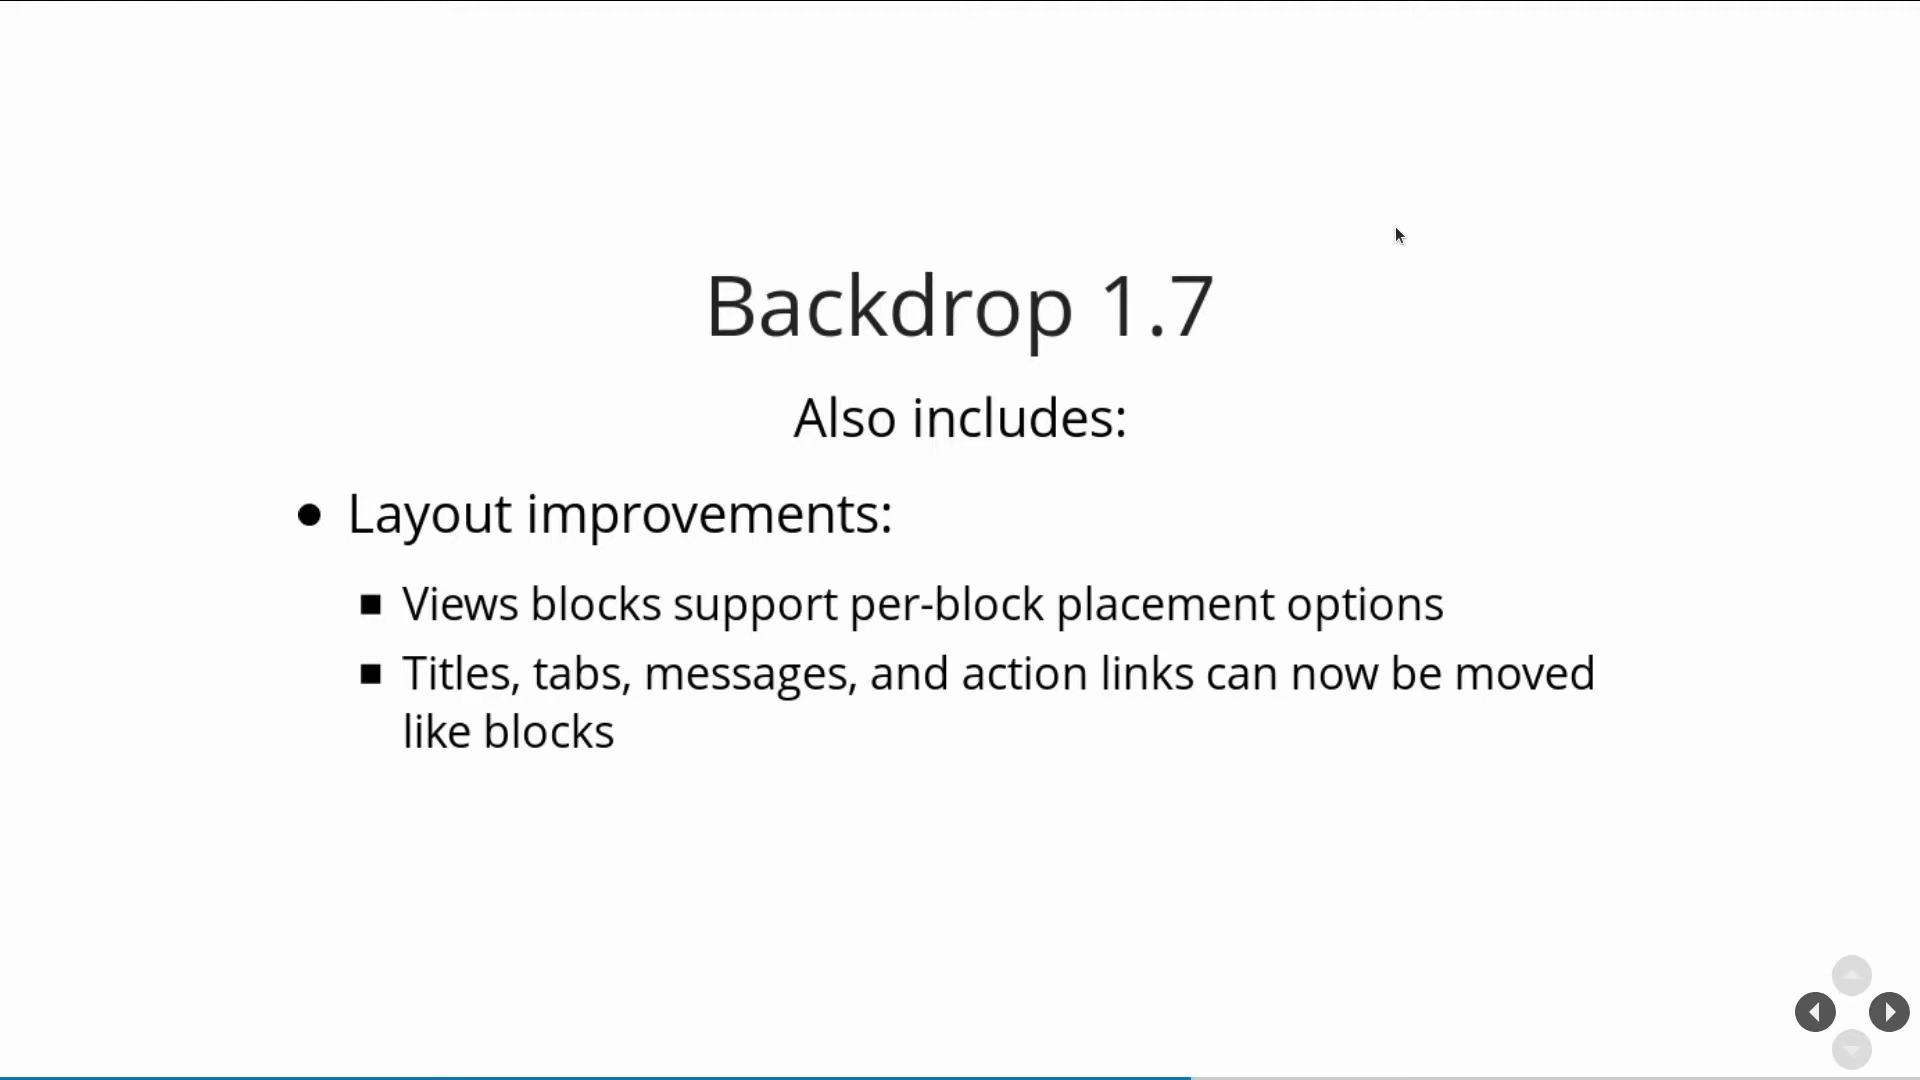 Backdrop 1.7
Also includes:
Layout improvements:
Views blocks support per-block placement options
Titles, tabs, messages, and action links can now be moved
like blocks